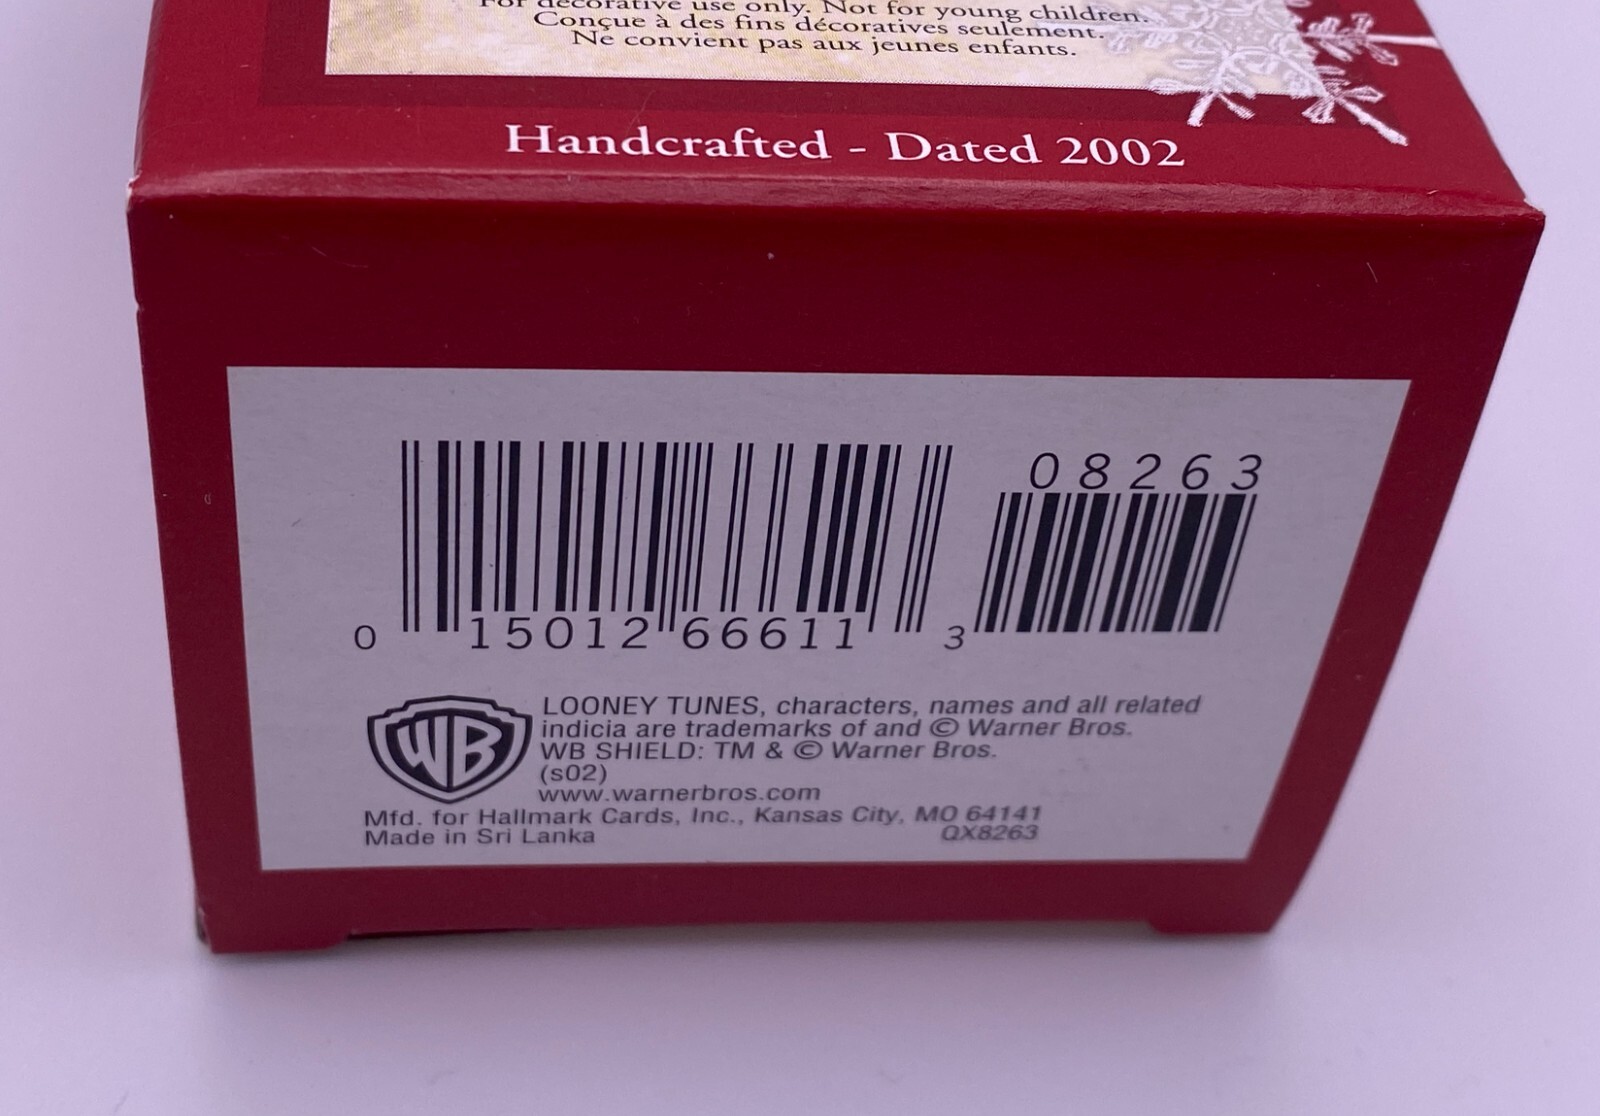 For decorative use only. Not for young children.
Conçue à des fins décoratives seulement.
Ne convient pas aux jeunes enfants.
Handcrafted - Dated 2002
08263
0 15012 66611 3
WB
LOONEY TUNES, characters, names and all related
indicia are trademarks of and © Warner Bros.
WB SHIELD: TM & © Warner Bros.
(s02)
www.warnerbros.com
Mfd. for Hallmark Cards, Inc., Kansas City, MO 64141
Made in Sri Lanka QX8263